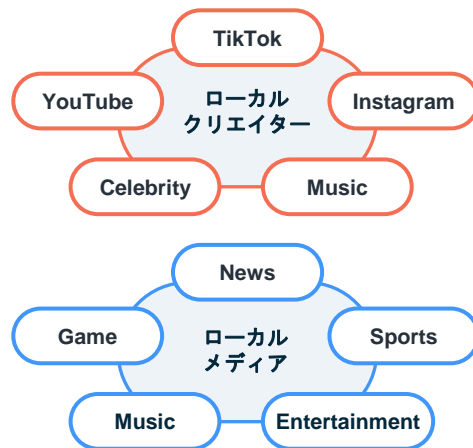 TikTok
YouTube
ローカル
クリエイター
Instagram
Celebrity
Music
News
Game
ローカル
メディア
Sports
Music
Entertainment